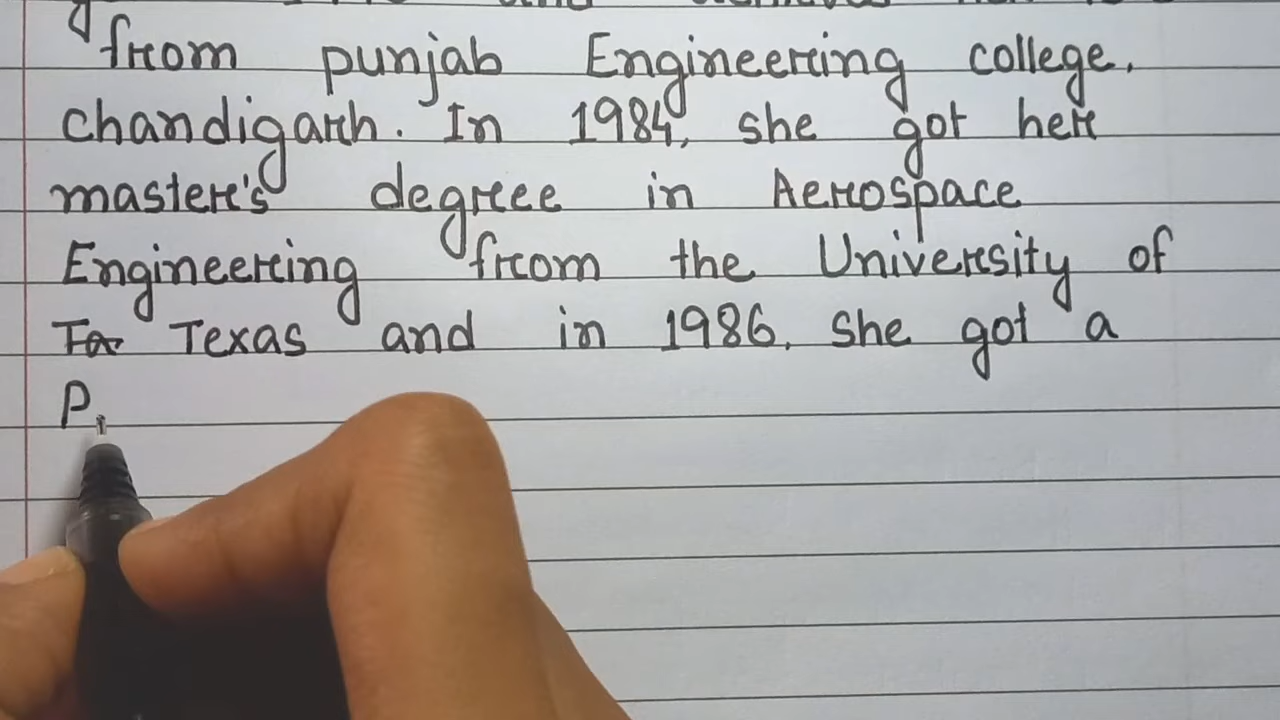 from punjab Engineering college,
chandigarh. In 1984, she got her
master's degree in Aerospace
Engineering from the University of
Ta Texas and in 1986, she got a
P.